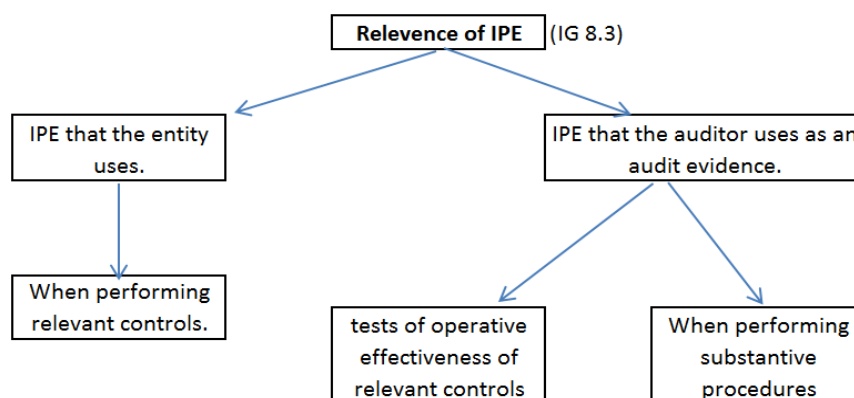 Relevence of IPE (IG 8.3)
IPE that the entity
uses.
IPE that the auditor uses as an
audit evidence.
When performing
relevant controls.
tests of operative
effectiveness of
relevant controls
When performing
substantive
procedures